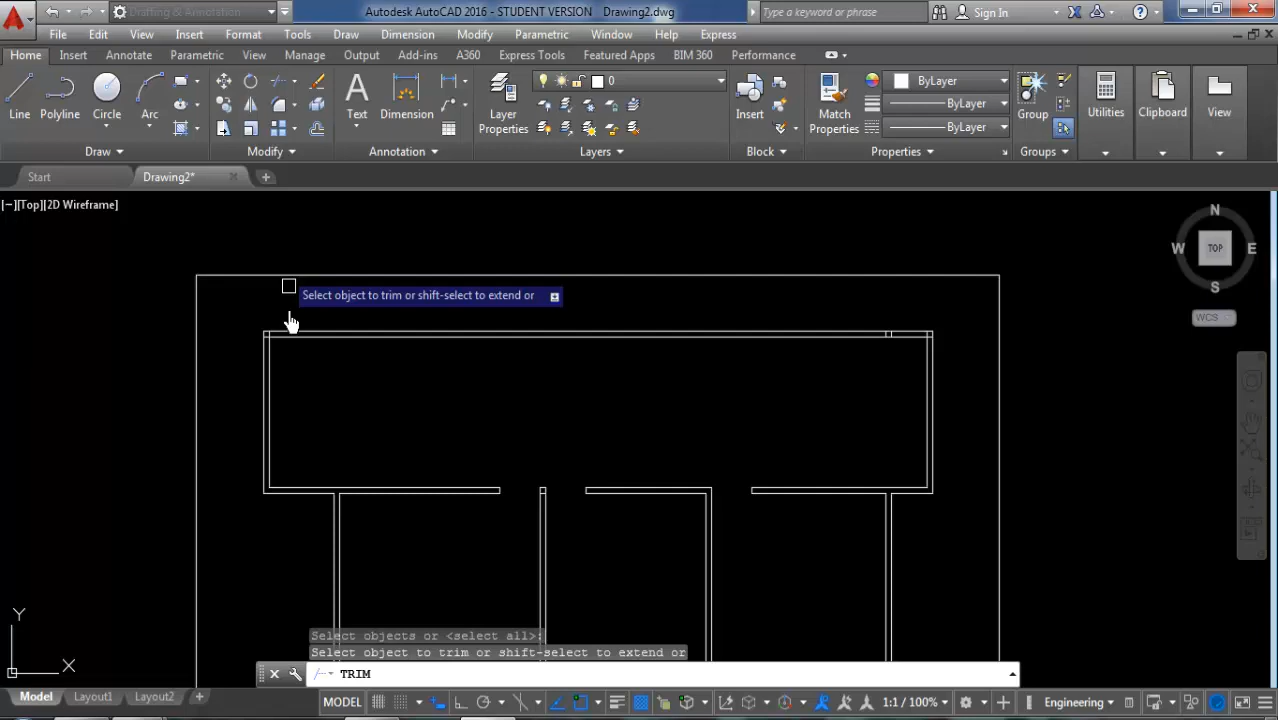 Drafting & Annotation
Autodesk AutoCAD 2016 - STUDENT VERSION Drawing2.dwg
Type a keyword or phrase
Sign In
File Edit View Insert Format Tools Draw Dimension Modify Parametric Window Help Express
Home Insert Annotate Parametric View Manage Output Add-ins A360 Express Tools Featured Apps BIM 360 Performance
0
ByLayer
ByLayer
ByLayer
Line Polyline Circle Arc Text Dimension Layer Properties Insert Match Properties Group Utilities Clipboard View
Draw Modify Annotation Layers Block Properties Groups
Start Drawing2*
[−][Top][2D Wireframe]
N
W TOP E
S
WCS
Select object to trim or shift-select to extend or
Y
X
Select objects or <select all>:
Select object to trim or shift-select to extend or
TRIM
Model Layout1 Layout2 MODEL 1:1 / 100% Engineering